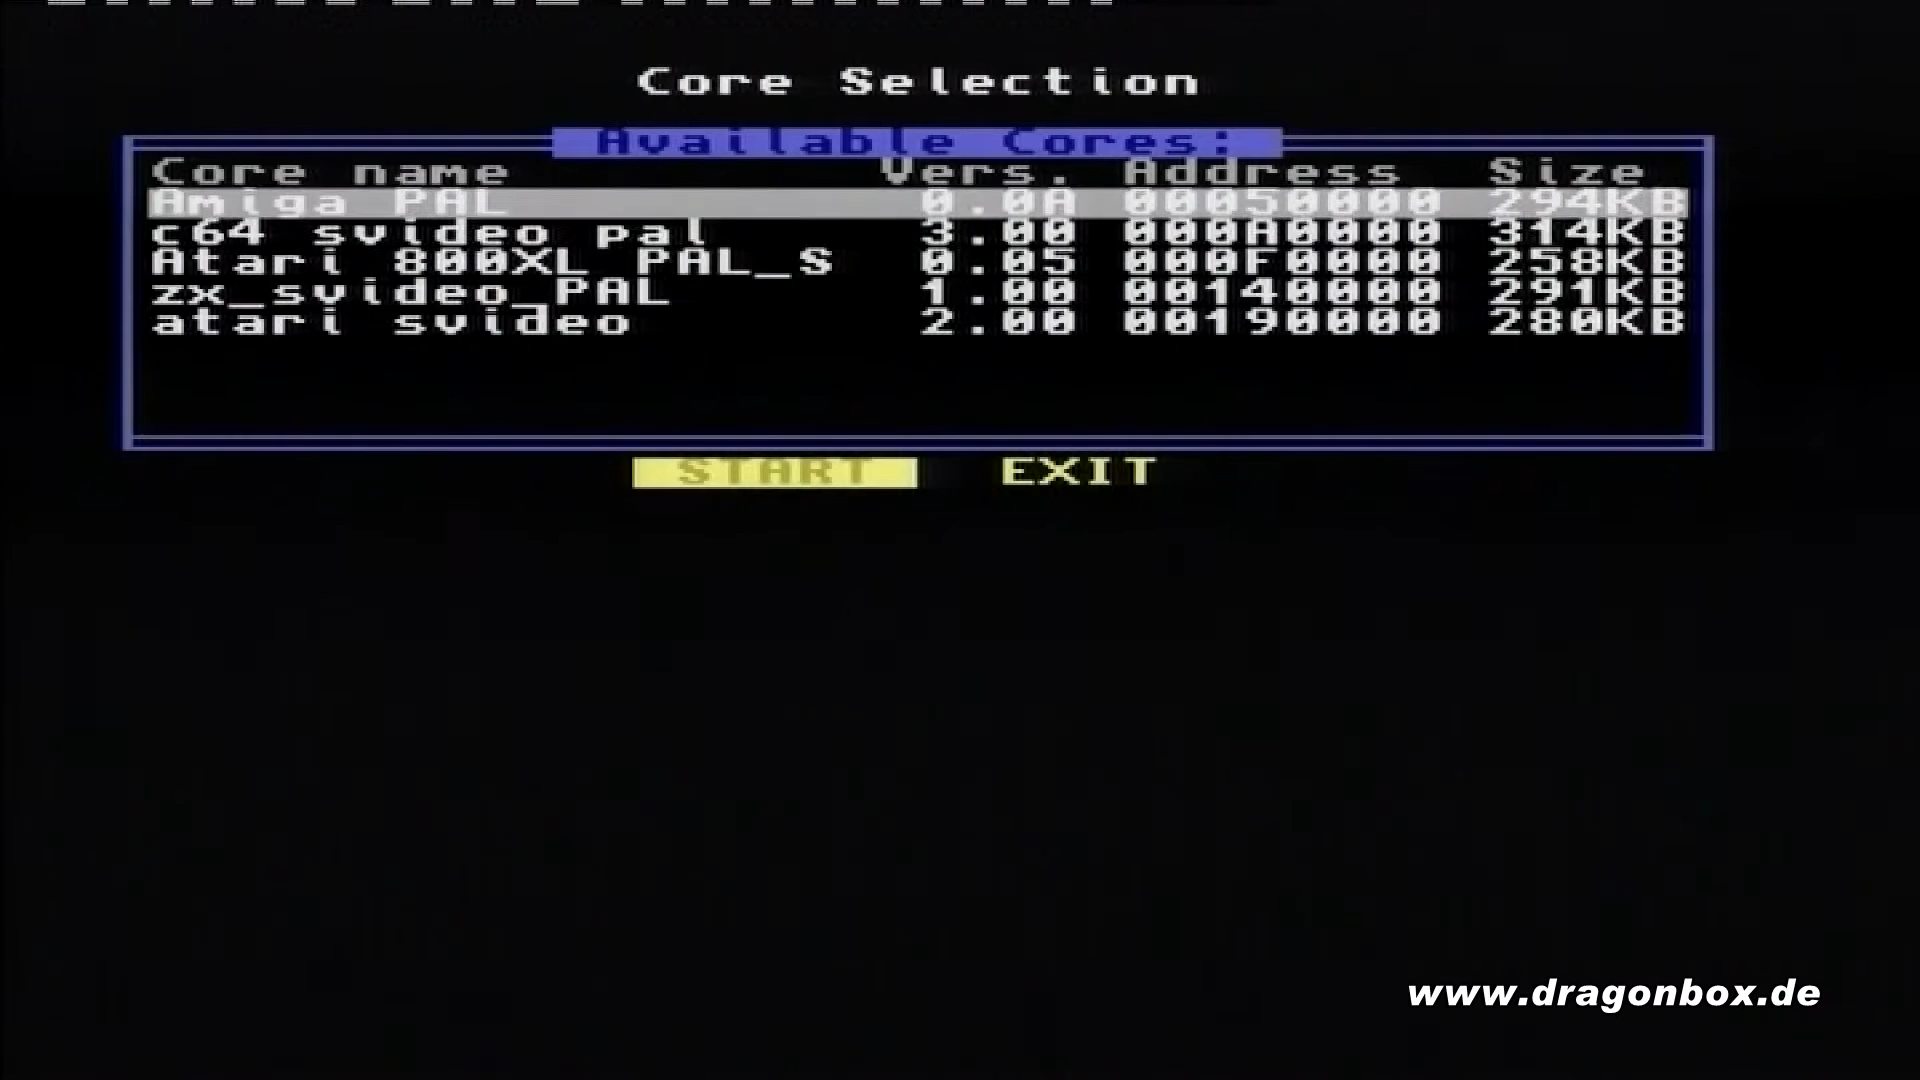 Core Selection
Available Cores:
Core name Vers. Address Size
Amiga PAL 0.0A 00050000 294KB
c64 svideo pal 3.00 000A0000 314KB
Atari 800XL PAL_S 0.05 000F0000 258KB
zx_svideo_PAL 1.00 00140000 291KB
atari svideo 2.00 00190000 280KB
START EXIT
www.dragonbox.de